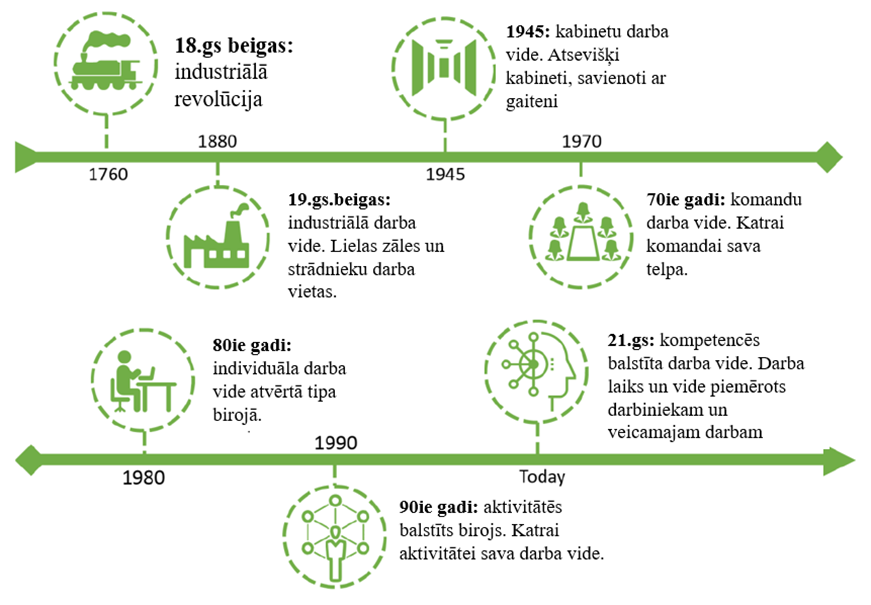 18.gs beigas:
industriālā
revolūcija
1945: kabinetu darba
vide. Atsevišķi
kabineti, savienoti ar
gaiteni
1880
1970
1760
1945
19.gs.beigas:
industriālā darba
vide. Lielas zāles un
strādnieku darba
vietas.
70ie gadi: komandu
darba vide. Katrai
komandai sava
telpa.
80ie gadi:
individuāla darba
vide atvērtā tipa
birojā.
21.gs: kompetencēs
balstīta darba vide. Darba
laiks un vide piemērots
darbiniekam un
veicamajam darbam
1990
1980
Today
90ie gadi: aktivitātēs
balstīts birojs. Katrai
aktivitātei sava darba vide.